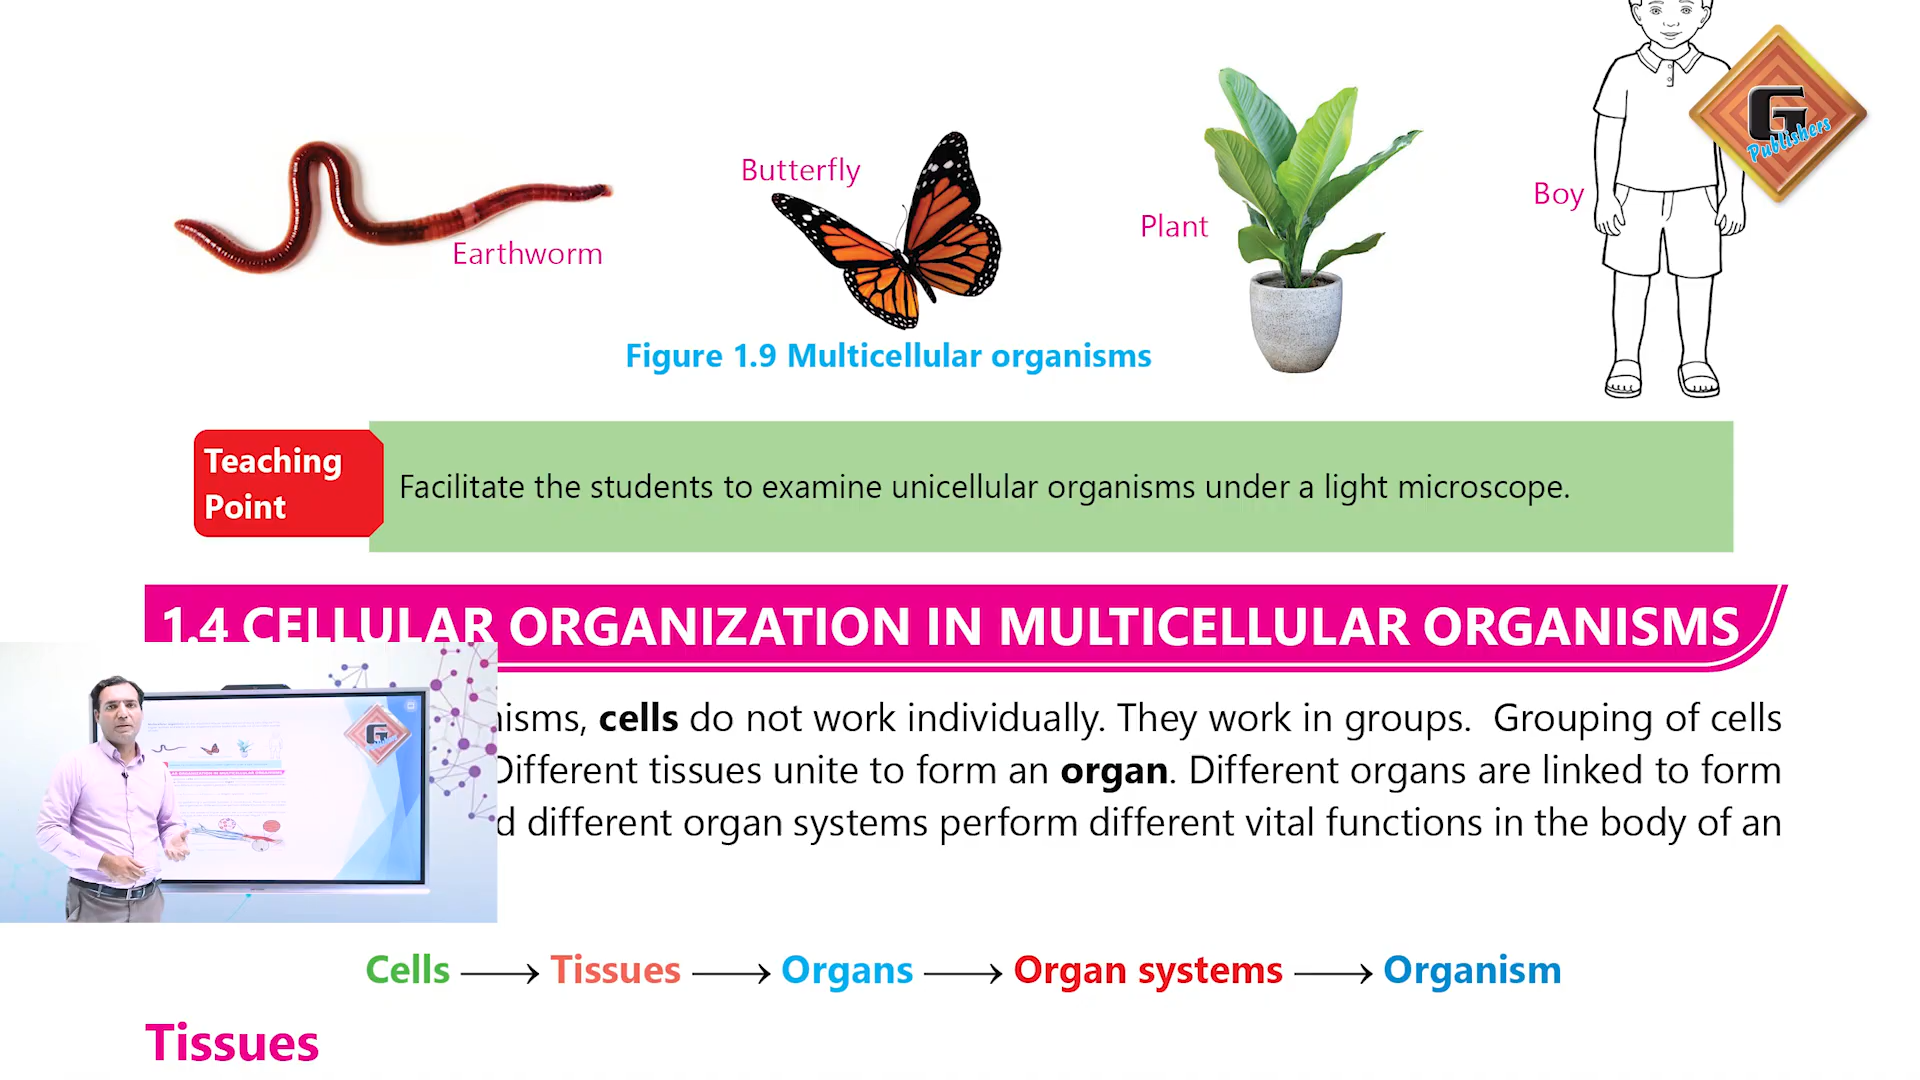 G
Publishers
Butterfly
Boy
Plant
Earthworm
Figure 1.9 Multicellular organisms
Teaching
Point
Facilitate the students to examine unicellular organisms under a light microscope.
1.4 CELLULAR ORGANIZATION IN MULTICELLULAR ORGANISMS
cells do not work individually. They work in groups. Grouping of cells
Different tissues unite to form an organ. Different organs are linked to form
different organ systems perform different vital functions in the body of an
Cells ⟶ Tissues ⟶ Organs ⟶ Organ systems ⟶ Organism
Tissues